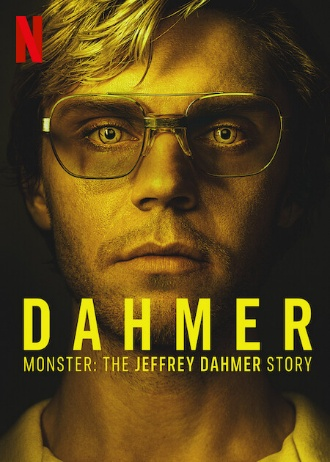 N
DAHMER
MONSTER: THE JEFFREY DAHMER STORY